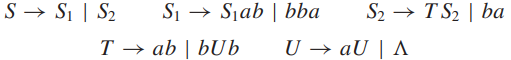 S → S₁ | S₂ S₁ → S₁ab | bba S₂ → TS₂ | ba
T → ab | bUb U → aU | Λ